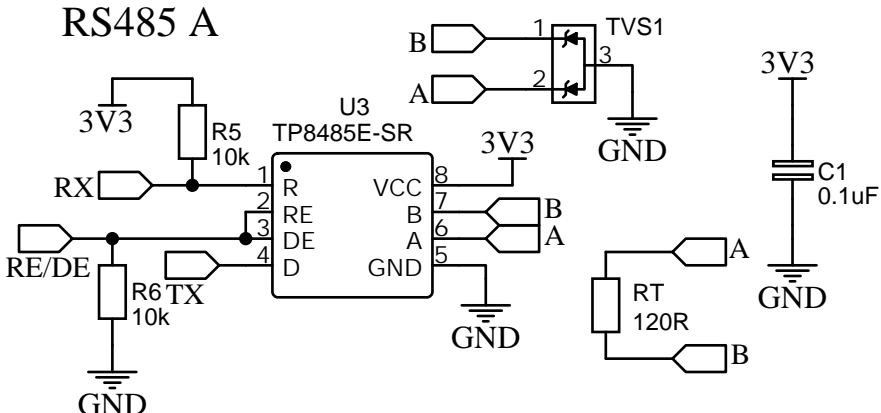 RS485 A
B
1
TVS1
3
A
2
GND
3V3
C1
0.1uF
GND
3V3
R5
10k
U3
TP8485E-SR
3V3
RX
1
R
VCC
8
2
RE
B
7
B
RE/DE
3
DE
A
6
A
TX
4
D
GND
5
GND
R6
10k
GND
A
RT
120R
B